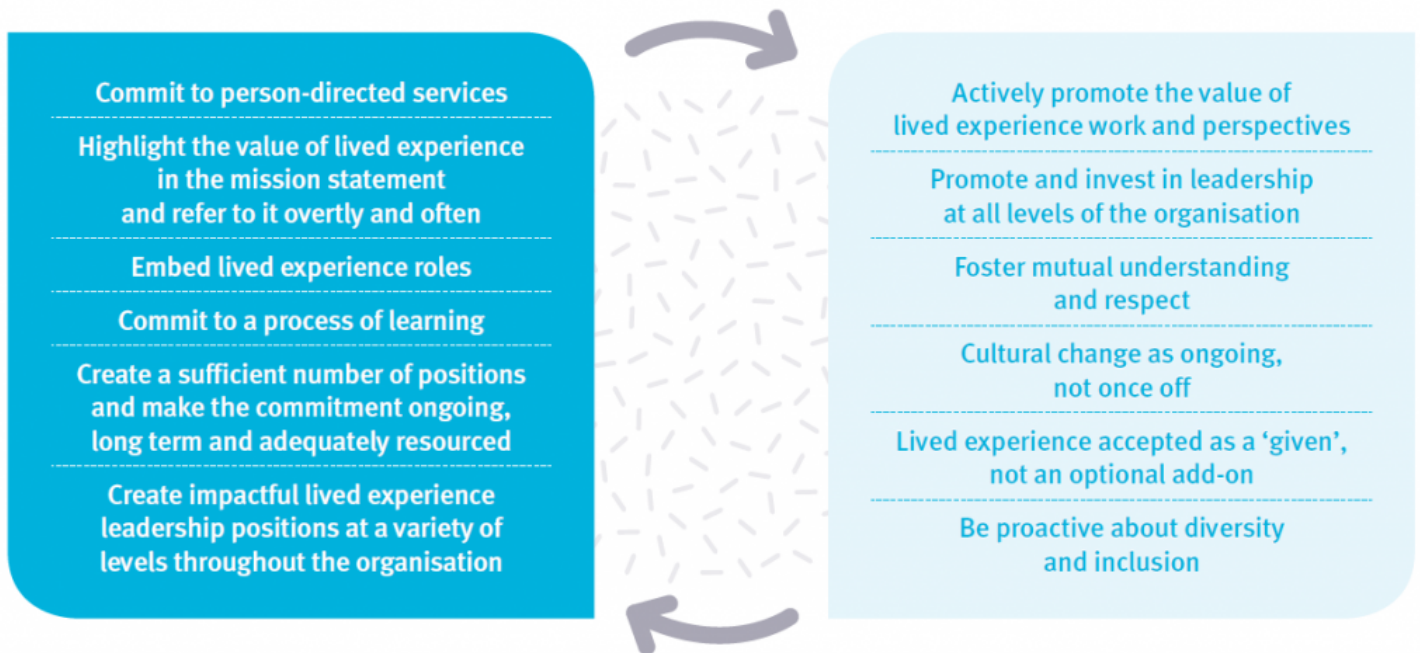 Commit to person-directed services
Highlight the value of lived experience
in the mission statement
and refer to it overtly and often
Embed lived experience roles
Commit to a process of learning
Create a sufficient number of positions
and make the commitment ongoing,
long term and adequately resourced
Create impactful lived experience
leadership positions at a variety of
levels throughout the organisation
Actively promote the value of
lived experience work and perspectives
Promote and invest in leadership
at all levels of the organisation
Foster mutual understanding
and respect
Cultural change as ongoing,
not once off
Lived experience accepted as a ‘given’,
not an optional add-on
Be proactive about diversity
and inclusion